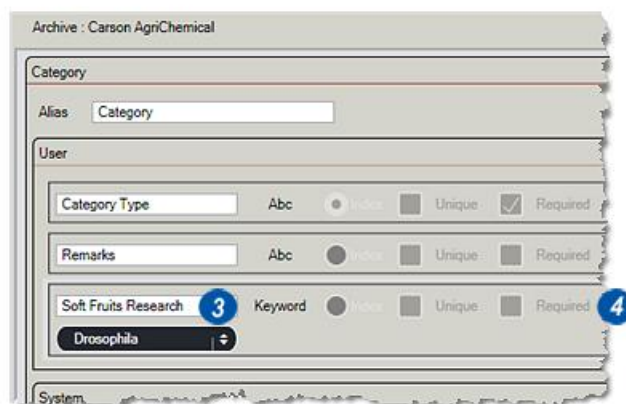 Archive : Carson AgriChemical
Category
Alias Category
User
Category Type Abc Index Unique Required
Remarks Abc Index Unique Required
Soft Fruits Research 3 Keyword Index Unique Required 4
Drosophila
System